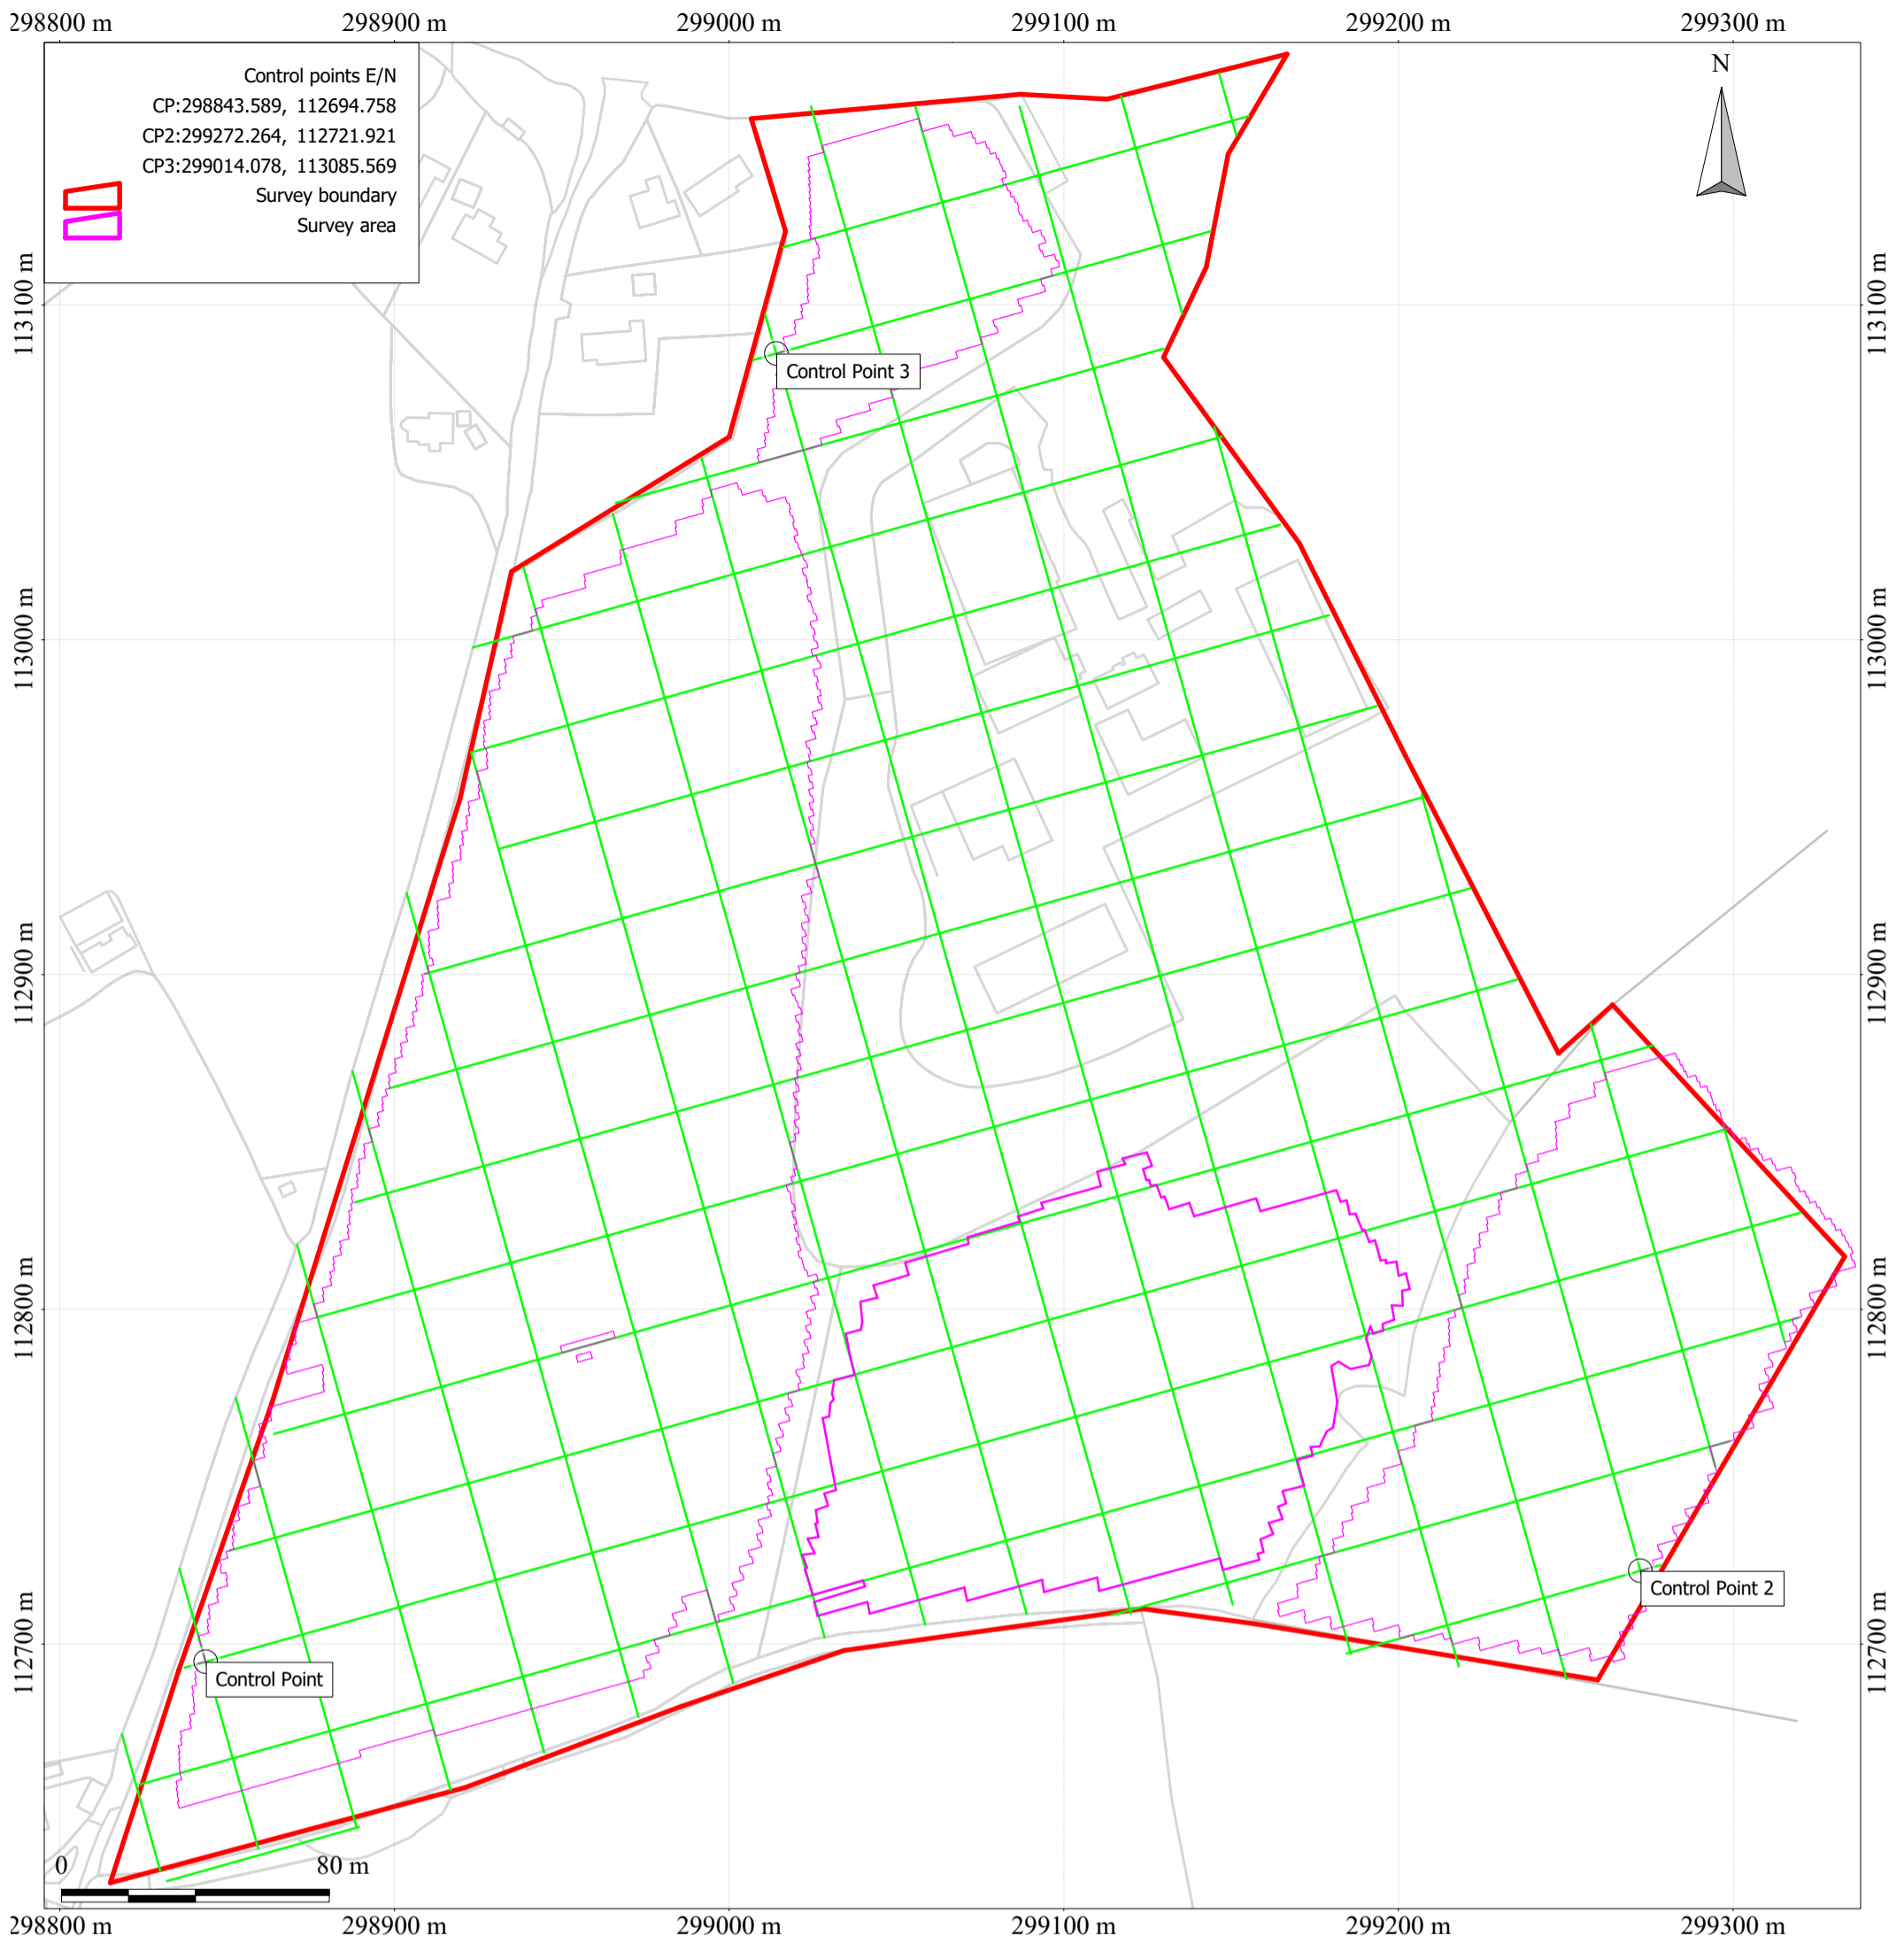 298800 m 298900 m 299000 m 299100 m 299200 m 299300 m
Control points E/N
CP:298843.589, 112694.758
CP2:299272.264, 112721.921
CP3:299014.078, 113085.569
Survey boundary
Survey area
N
113100 m 113100 m
Control Point 3
113000 m 113000 m
112900 m 112900 m
112800 m 112800 m
Control Point 2
112700 m 112700 m
Control Point
0 80 m
298800 m 298900 m 299000 m 299100 m 299200 m 299300 m